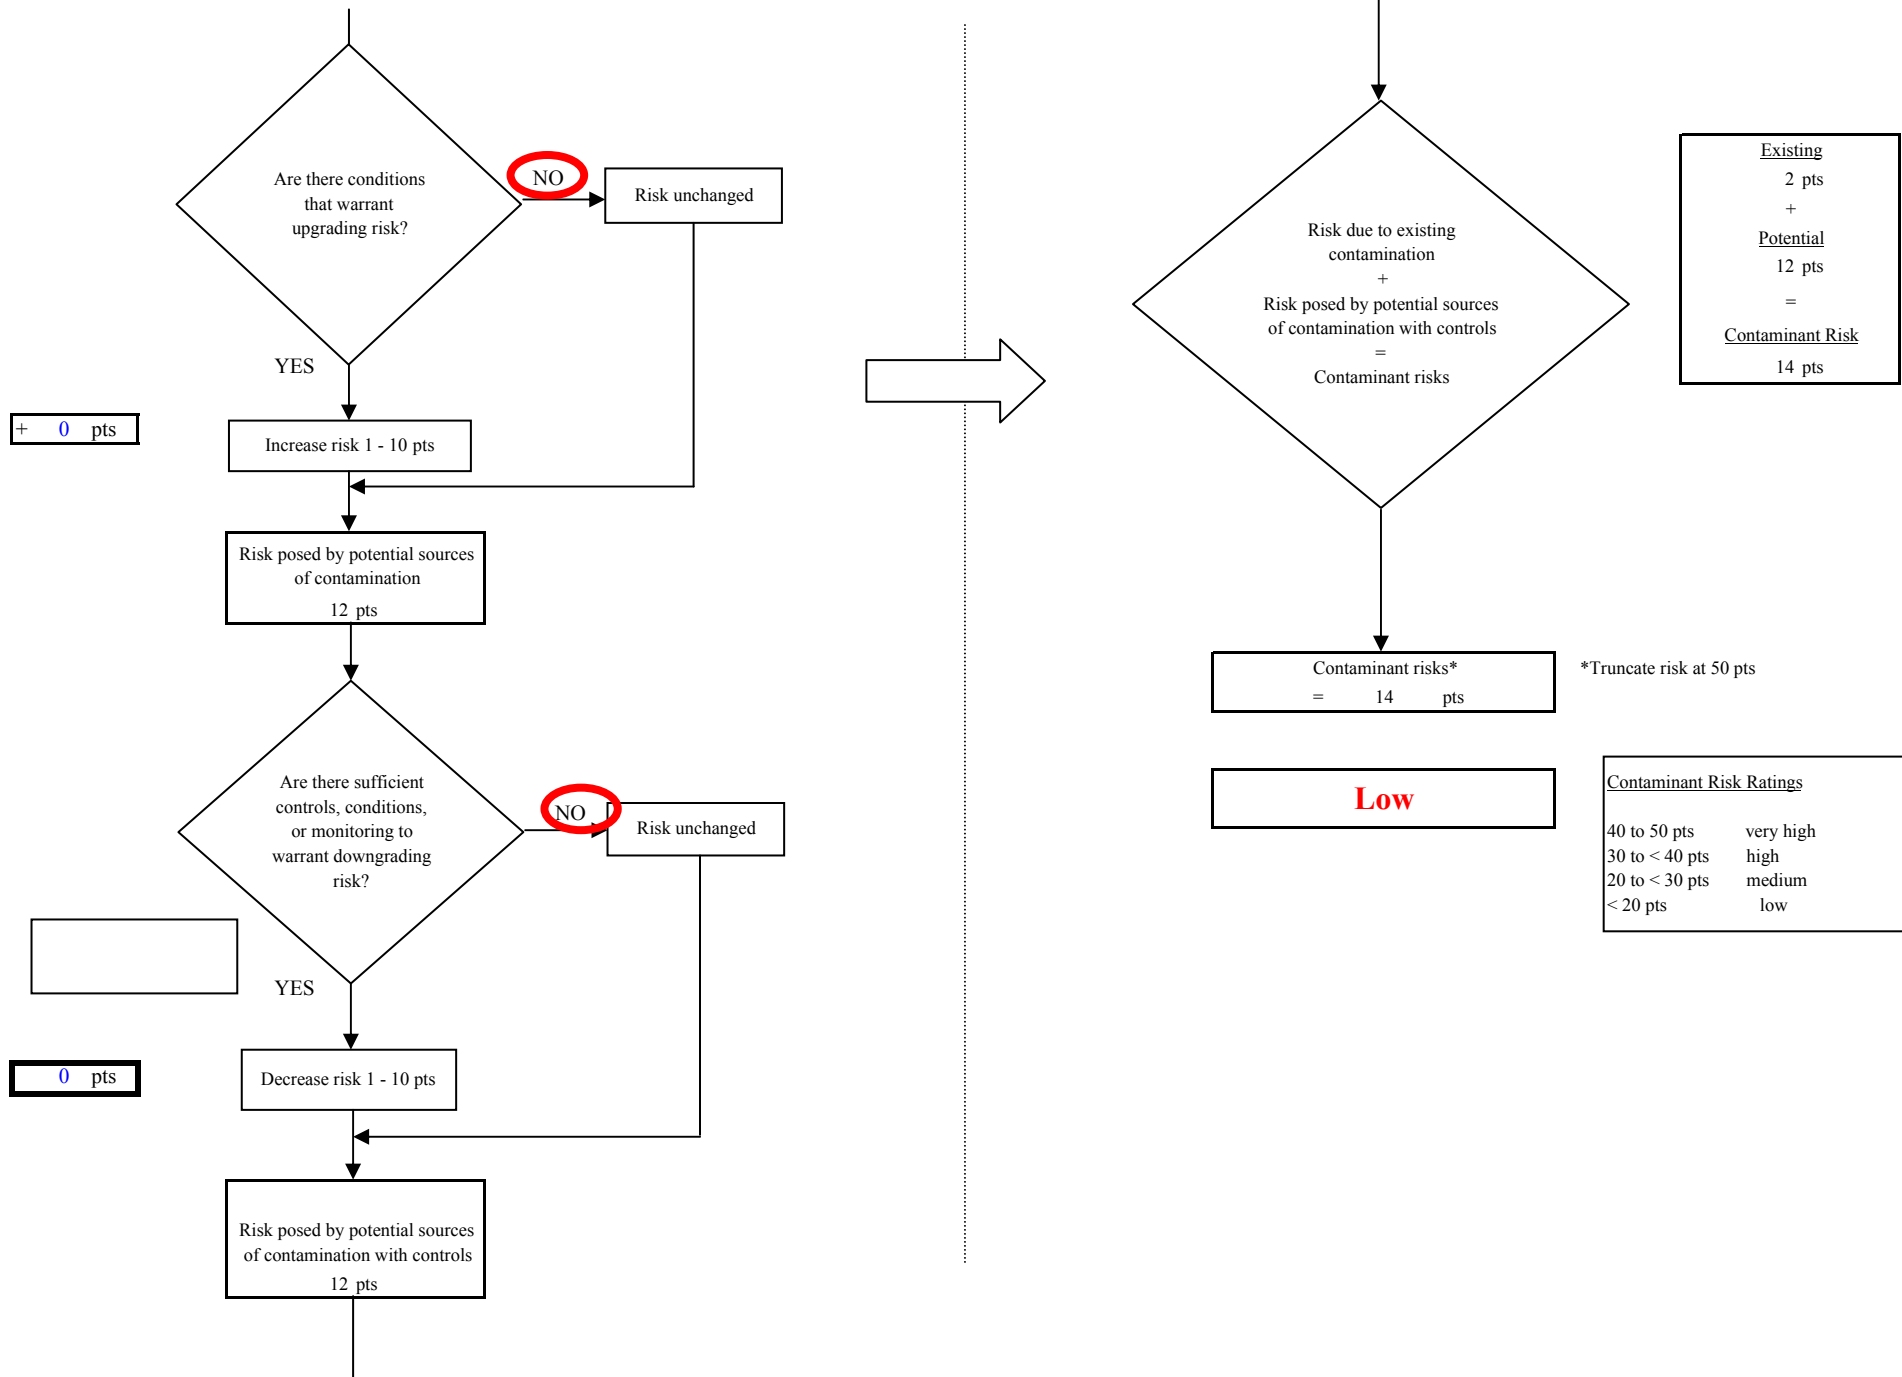 Are there conditions
that warrant
upgrading risk?
NO
Risk unchanged
YES
+ 0 pts
Increase risk 1 - 10 pts
Risk posed by potential sources
of contamination
12 pts
Are there sufficient
controls, conditions,
or monitoring to
warrant downgrading
risk?
NO
Risk unchanged
YES
0 pts
Decrease risk 1 - 10 pts
Risk posed by potential sources
of contamination with controls
12 pts
Risk due to existing
contamination
+
Risk posed by potential sources
of contamination with controls
=
Contaminant risks
Existing
2 pts
+
Potential
12 pts
=
Contaminant Risk
14 pts
Contaminant risks*
= 14 pts
*Truncate risk at 50 pts
Low
Contaminant Risk Ratings
40 to 50 pts very high
30 to < 40 pts high
20 to < 30 pts medium
< 20 pts low